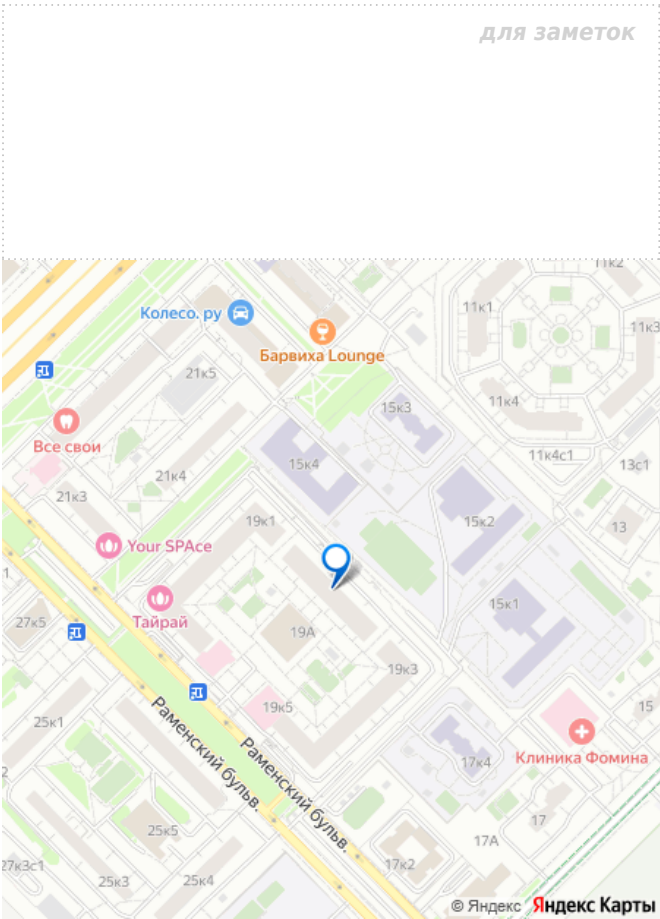 для заметок
11к2
Колесо. ру
11к1
11к3
Барвиха Lounge
21к5
15к3
11к4
Все свои
11к4с1
15к4
13с1
21к4
21к3
19к1
15к2
13
Your SPAce
1
15к1
Тайрай
27к5
19А
19к3
19к5
15
25к1
Раменский бульв.
Раменский бульв.
17к4
Клиника Фомина
2
17
25к5
17А
27к3с1
17к2
25к3
25к4
© Яндекс Яндекс Карты